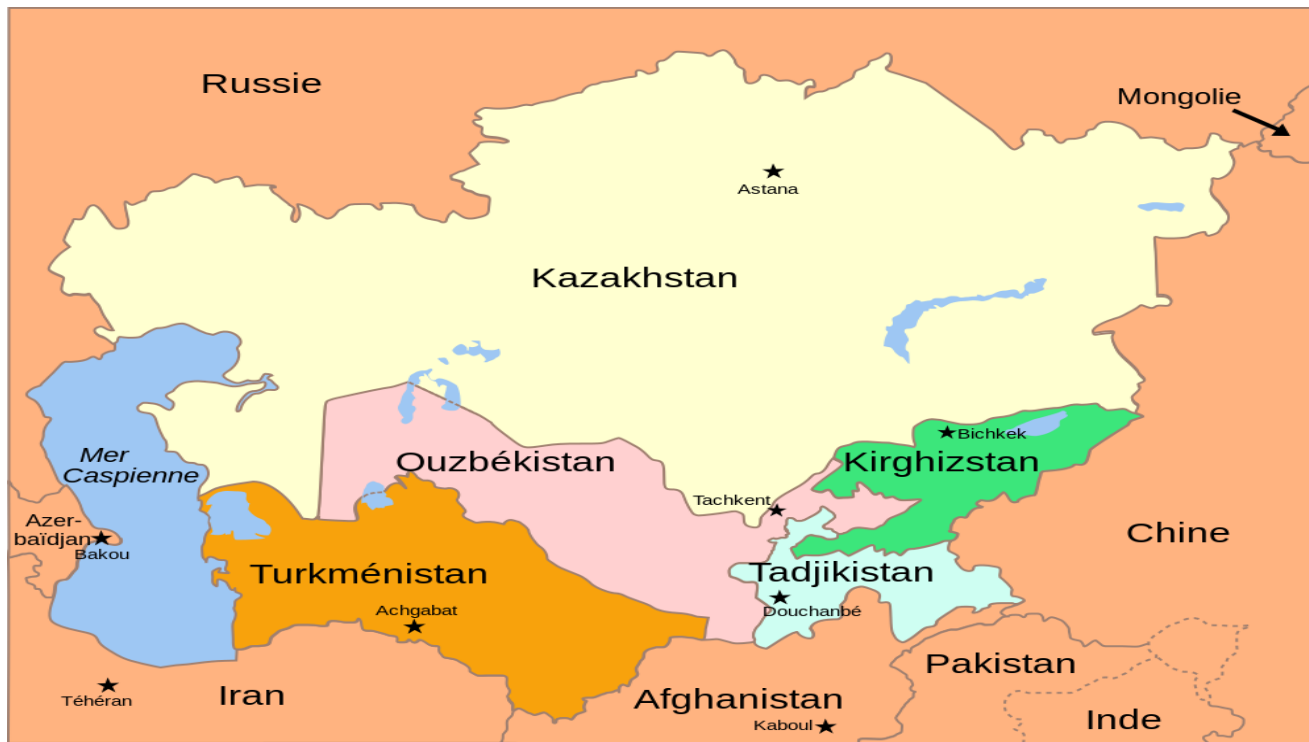 Russie
Mongolie
Astana
Kazakhstan
Bichkek
Mer
Caspienne
Ouzbékistan
Kirghizstan
Tachkent
Azer-
baïdjan
Bakou
Chine
Turkménistan
Tadjikistan
Achgabat
Douchanbé
Pakistan
Téhéran
Iran
Afghanistan
Kaboul
Inde